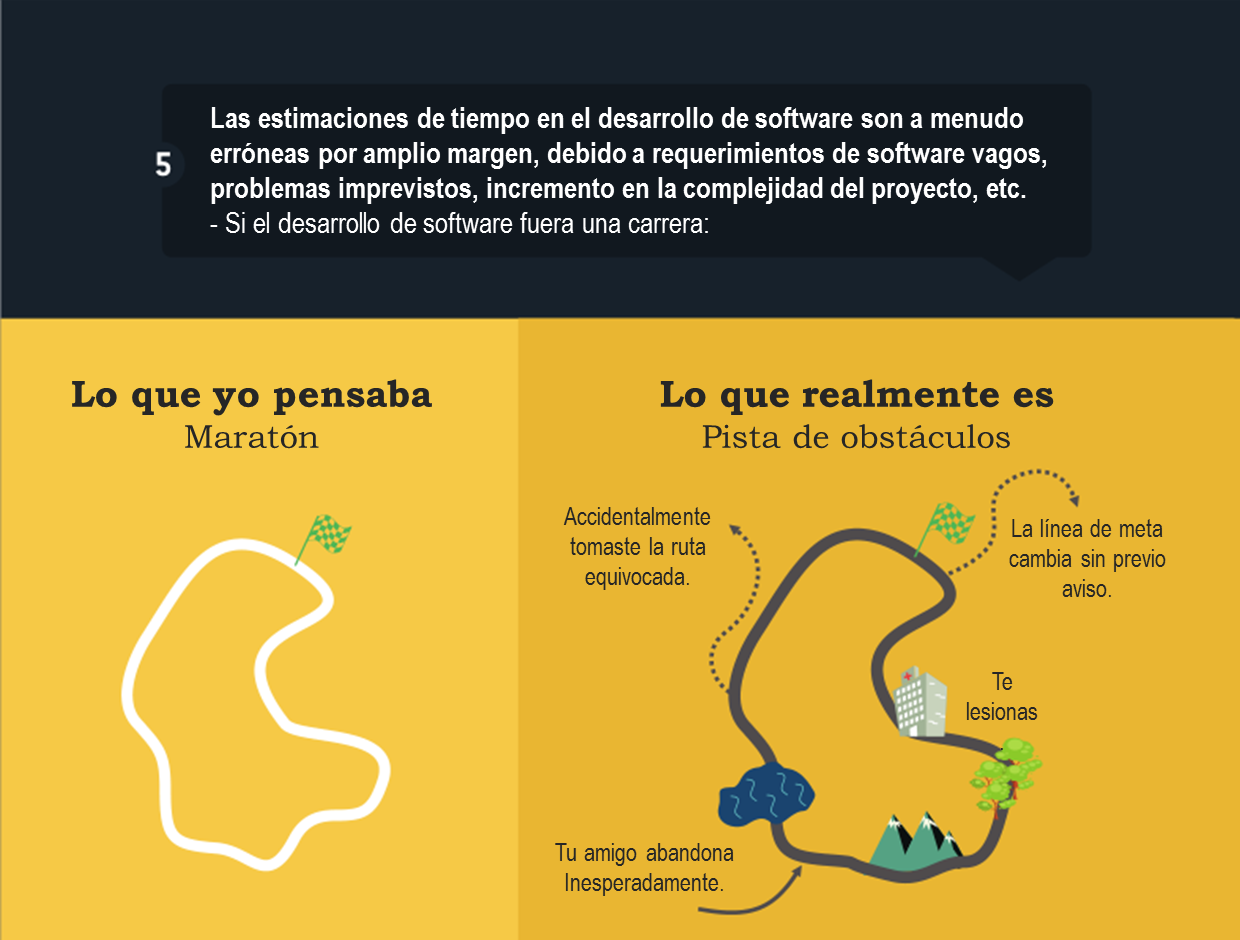 5
Las estimaciones de tiempo en el desarrollo de software son a menudo
erróneas por amplio margen, debido a requerimientos de software vagos,
problemas imprevistos, incremento en la complejidad del proyecto, etc.
- Si el desarrollo de software fuera una carrera:
Lo que yo pensaba
Maratón
Lo que realmente es
Pista de obstáculos
Accidentalmente
tomaste la ruta
equivocada.
La línea de meta
cambia sin previo
aviso.
Te
lesionas
Tu amigo abandona
Inesperadamente.